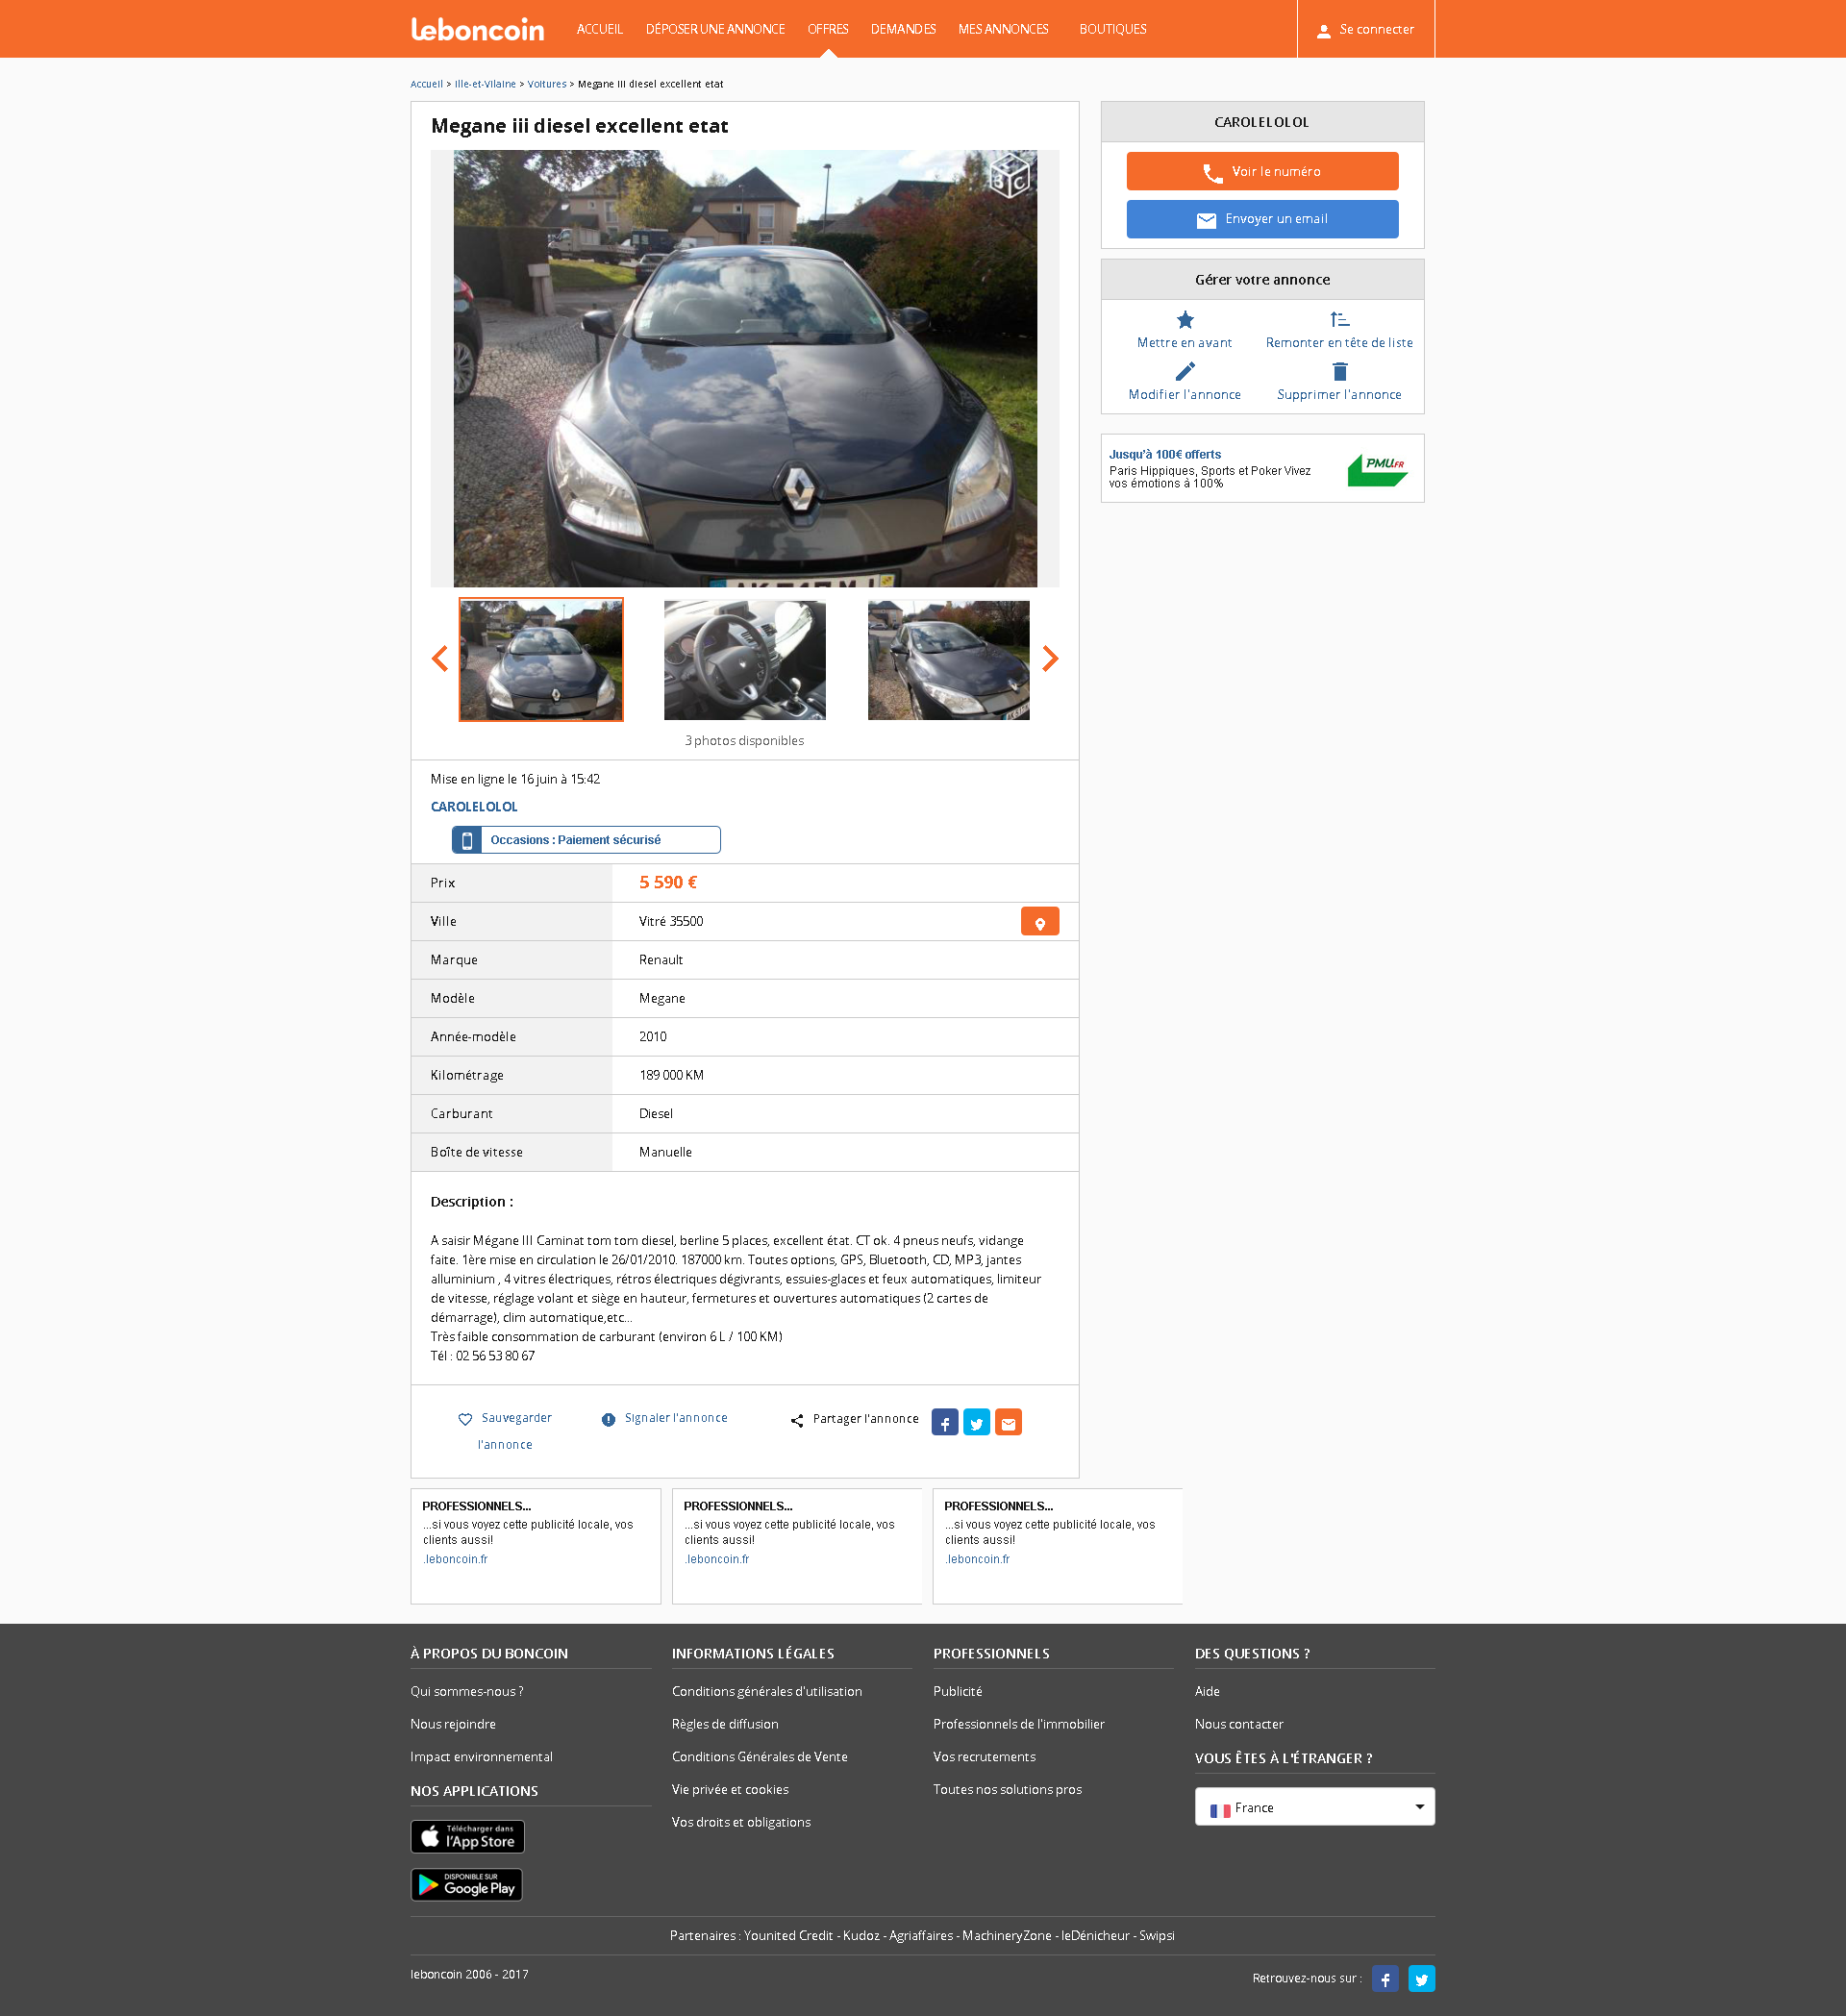 leboncoin ACCUEIL DÉPOSER UNE ANNONCE OFFRES DEMANDES MES ANNONCES BOUTIQUES Se connecter
Accueil > Ille-et-Vilaine > Voitures > Megane iii diesel excellent etat
Megane iii diesel excellent etat
3 photos disponibles
Mise en ligne le 16 juin à 15:42
CAROLELOLOL
Occasions : Paiement sécurisé
Prix 5 590 €
Ville Vitré 35500
Marque Renault
Modèle Megane
Année-modèle 2010
Kilométrage 189 000 KM
Carburant Diesel
Boîte de vitesse Manuelle
Description :
A saisir Mégane III Caminat tom tom diesel, berline 5 places, excellent état. CT ok. 4 pneus neufs, vidange
faite. 1ère mise en circulation le 26/01/2010. 187000 km. Toutes options, GPS, Bluetooth, CD, MP3, jantes
alluminium , 4 vitres électriques, rétros électriques dégivrants, essuies-glaces et feux automatiques, limiteur
de vitesse, réglage volant et siège en hauteur, fermetures et ouvertures automatiques (2 cartes de
démarrage), clim automatique,etc...
Très faible consommation de carburant (environ 6 L / 100 KM)
Tél : 02 56 53 80 67
Sauvegarder
l'annonce
Signaler l'annonce
Partager l'annonce
CAROLELOLOL
Voir le numéro
Envoyer un email
Gérer votre annonce
Mettre en avant
Remonter en tête de liste
Modifier l'annonce
Supprimer l'annonce
Jusqu'à 100€ offerts
Paris Hippiques, Sports et Poker Vivez
vos émotions à 100%
PMU.FR
PROFESSIONNELS...
...si vous voyez cette publicité locale, vos
clients aussi!
.leboncoin.fr
PROFESSIONNELS...
...si vous voyez cette publicité locale, vos
clients aussi!
.leboncoin.fr
PROFESSIONNELS...
...si vous voyez cette publicité locale, vos
clients aussi!
.leboncoin.fr
À PROPOS DU BONCOIN
Qui sommes-nous ?
Nous rejoindre
Impact environnemental
NOS APPLICATIONS
Télécharger dans
l'App Store
DISPONIBLE SUR
Google Play
INFORMATIONS LÉGALES
Conditions générales d'utilisation
Règles de diffusion
Conditions Générales de Vente
Vie privée et cookies
Vos droits et obligations
PROFESSIONNELS
Publicité
Professionnels de l'immobilier
Vos recrutements
Toutes nos solutions pros
DES QUESTIONS ?
Aide
Nous contacter
VOUS ÊTES À L'ÉTRANGER ?
France
Partenaires : Younited Credit - Kudoz - Agriaffaires - MachineryZone - leDénicheur - Swipsi
leboncoin 2006 - 2017
Retrouvez-nous sur :